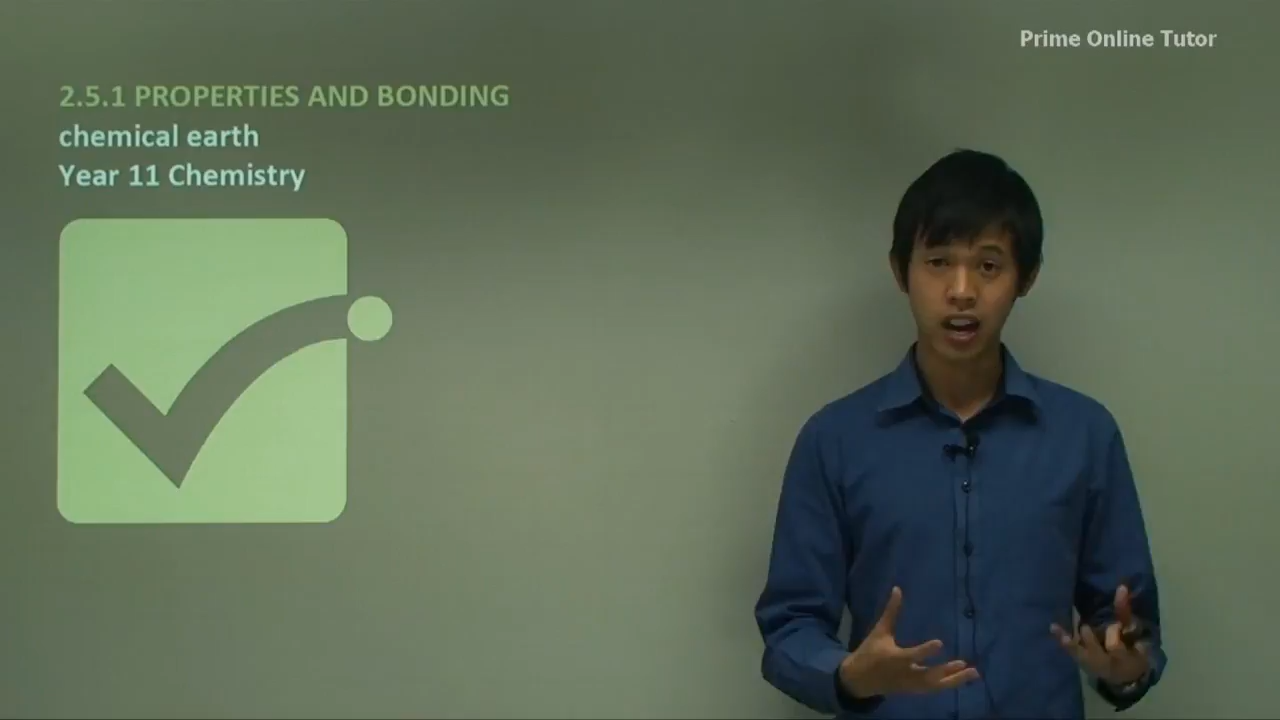 Prime Online Tutor
2.5.1 PROPERTIES AND BONDING
chemical earth
Year 11 Chemistry